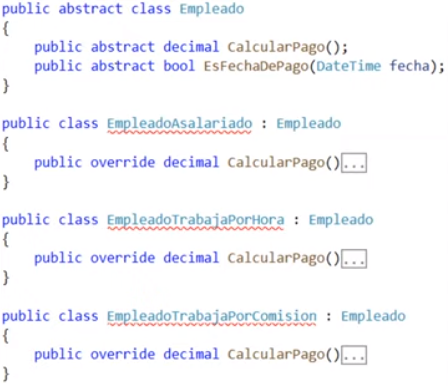 public abstract class Empleado
{
public abstract decimal CalcularPago();
public abstract bool EsFechaDePago(DateTime fecha);
}
public class EmpleadoAsalariado : Empleado
{
public override decimal CalcularPago()...
}
public class EmpleadoTrabajaPorHora : Empleado
{
public override decimal CalcularPago()...
}
public class EmpleadoTrabajaPorComision : Empleado
{
public override decimal CalcularPago()...
}